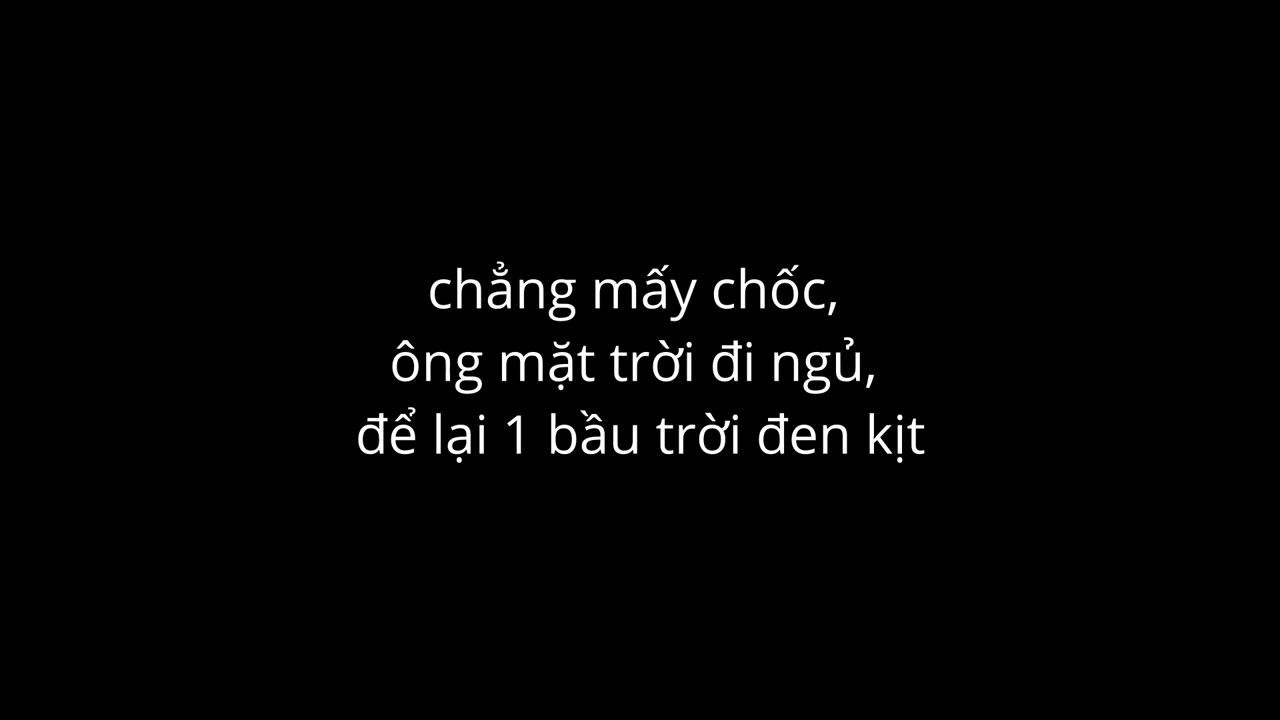 chẳng mấy chốc,
ông mặt trời đi ngủ,
để lại 1 bầu trời đen kịt